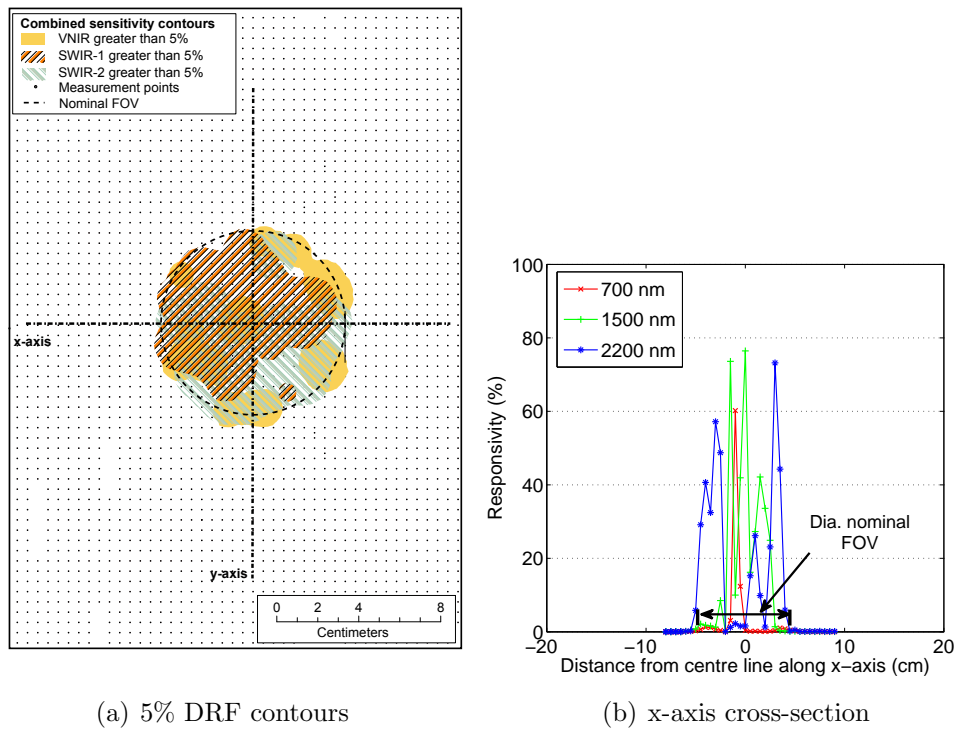 Combined sensitivity contours
VNIR greater than 5%
SWIR-1 greater than 5%
SWIR-2 greater than 5%
Measurement points
Nominal FOV
x-axis
y-axis
0 2 4 8
Centimeters
(a) 5% DRF contours
100
80
60
40
20
0
Responsivity (%)
700 nm
1500 nm
2200 nm
Dia. nominal
FOV
−20 −10 0 10 20
Distance from centre line along x−axis (cm)
(b) x-axis cross-section